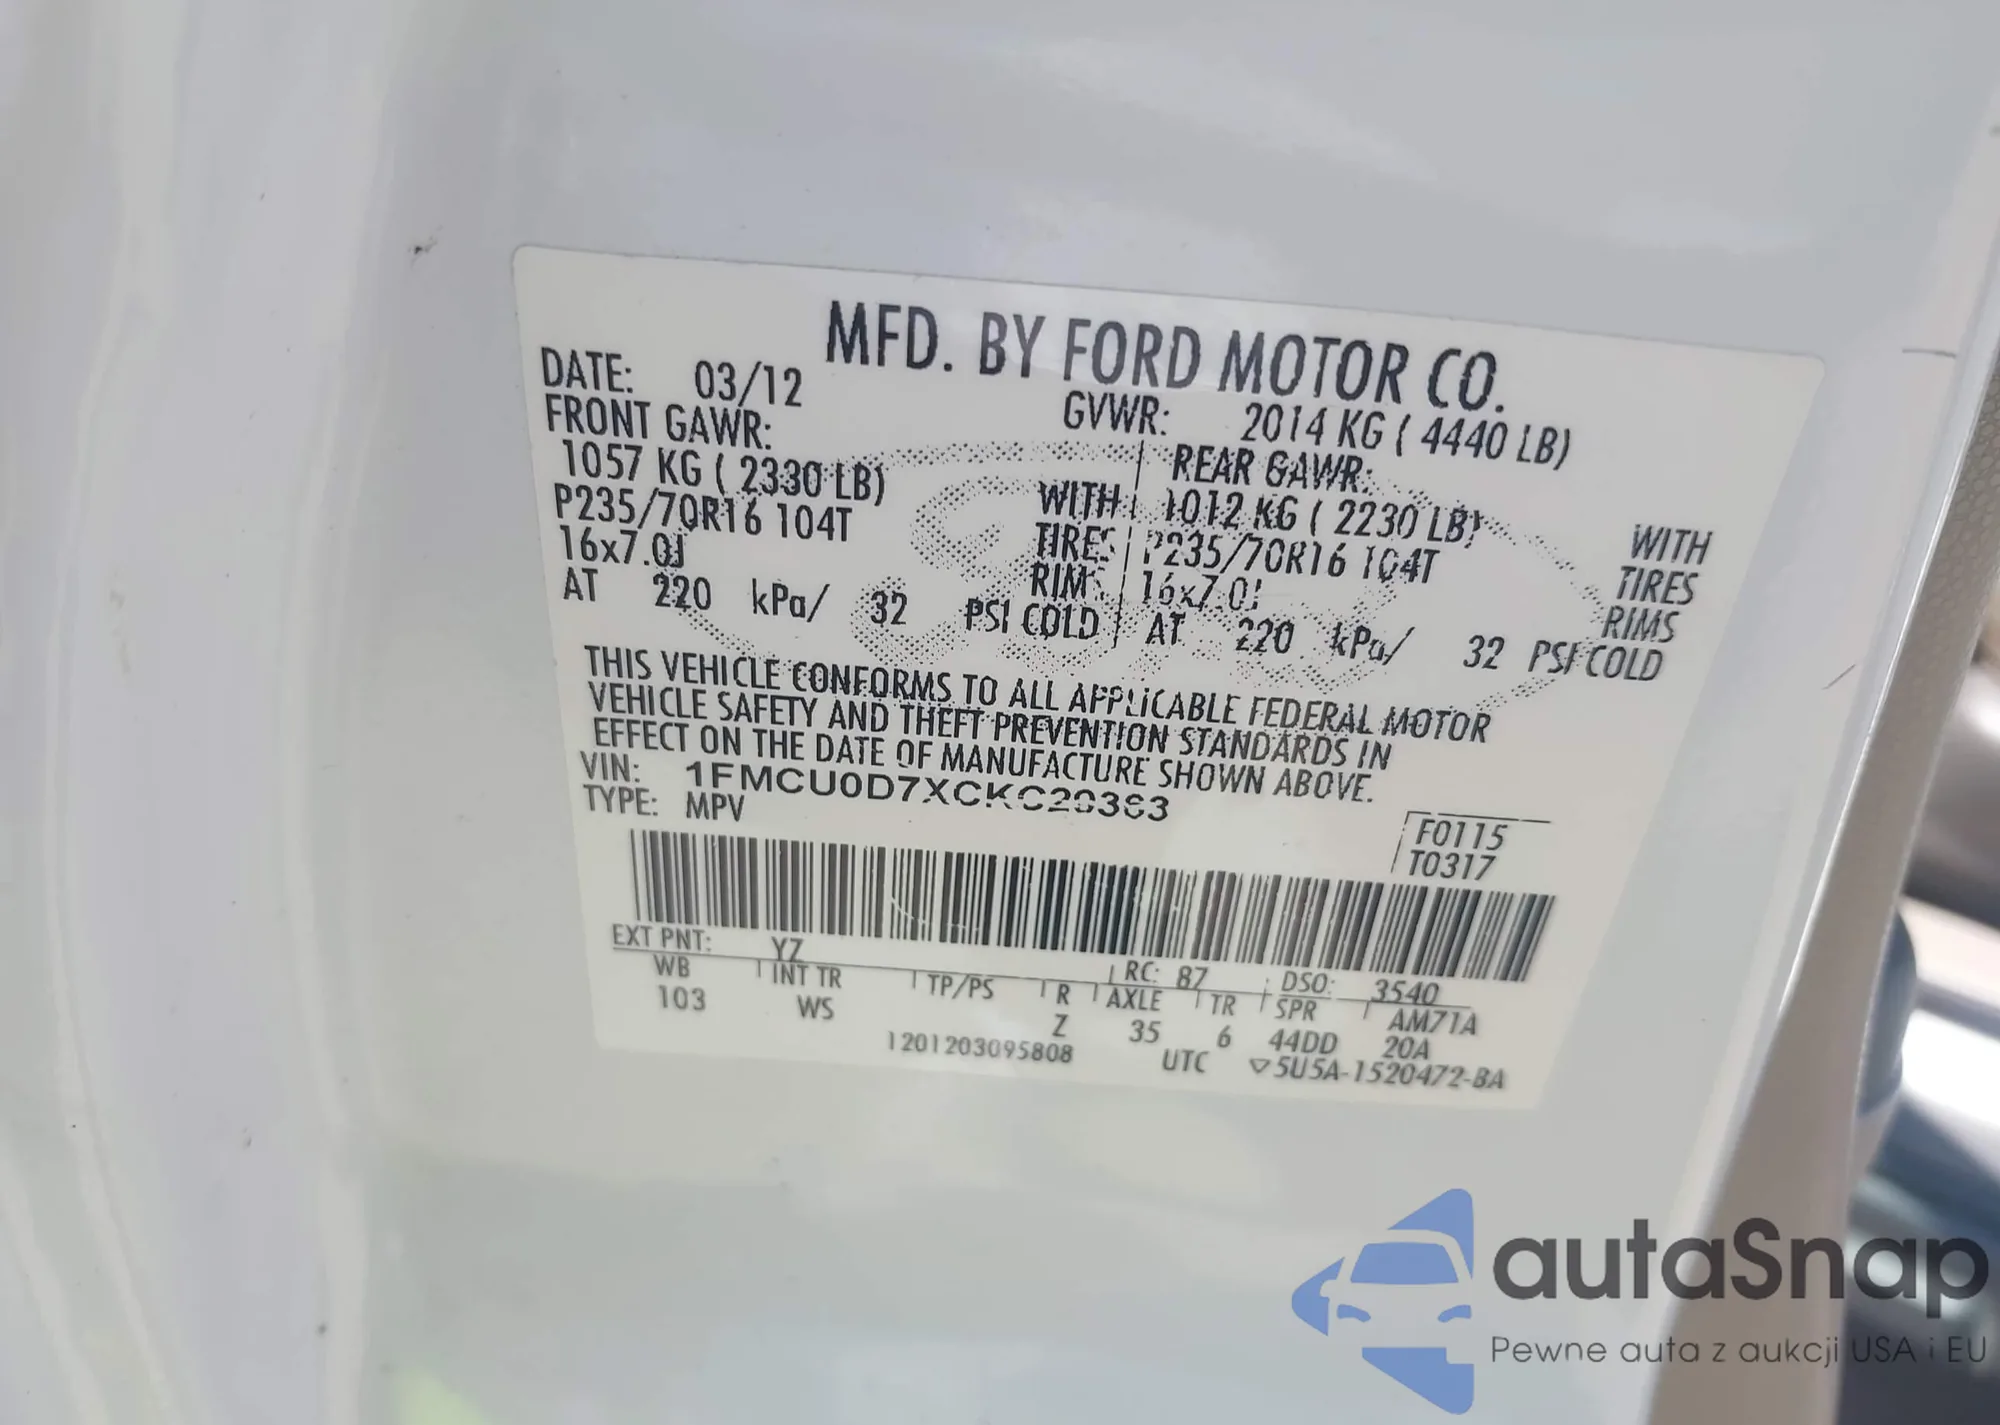 MFD. BY FORD MOTOR CO.
DATE: 03/12 GVWR: 2014 KG ( 4440 LB)
FRONT GAWR: REAR GAWR:
1057 KG ( 2330 LB) WITH 1012 KG ( 2230 LB) WITH
P235/70R16 104T TIRES P235/70R16 104T TIRES
16x7.0J RIMS 16x7.0J RIMS
AT 220 kPa/ 32 PSI COLD AT 220 kPa/ 32 PSI COLD
THIS VEHICLE CONFORMS TO ALL APPLICABLE FEDERAL MOTOR
VEHICLE SAFETY AND THEFT PREVENTION STANDARDS IN
EFFECT ON THE DATE OF MANUFACTURE SHOWN ABOVE.
VIN:
TYPE: MPV
F0115
T0317
EXT PNT: YZ RC: 87 DSO: 3540
WB INT TR TP/PS R AXLE TR SPR AM71A
103 WS Z 35 6 44DD 20A
1201203095808 UTC ▽5U5A-1520472-BA
autaSnap
Pewne auta z aukcji USA i EU